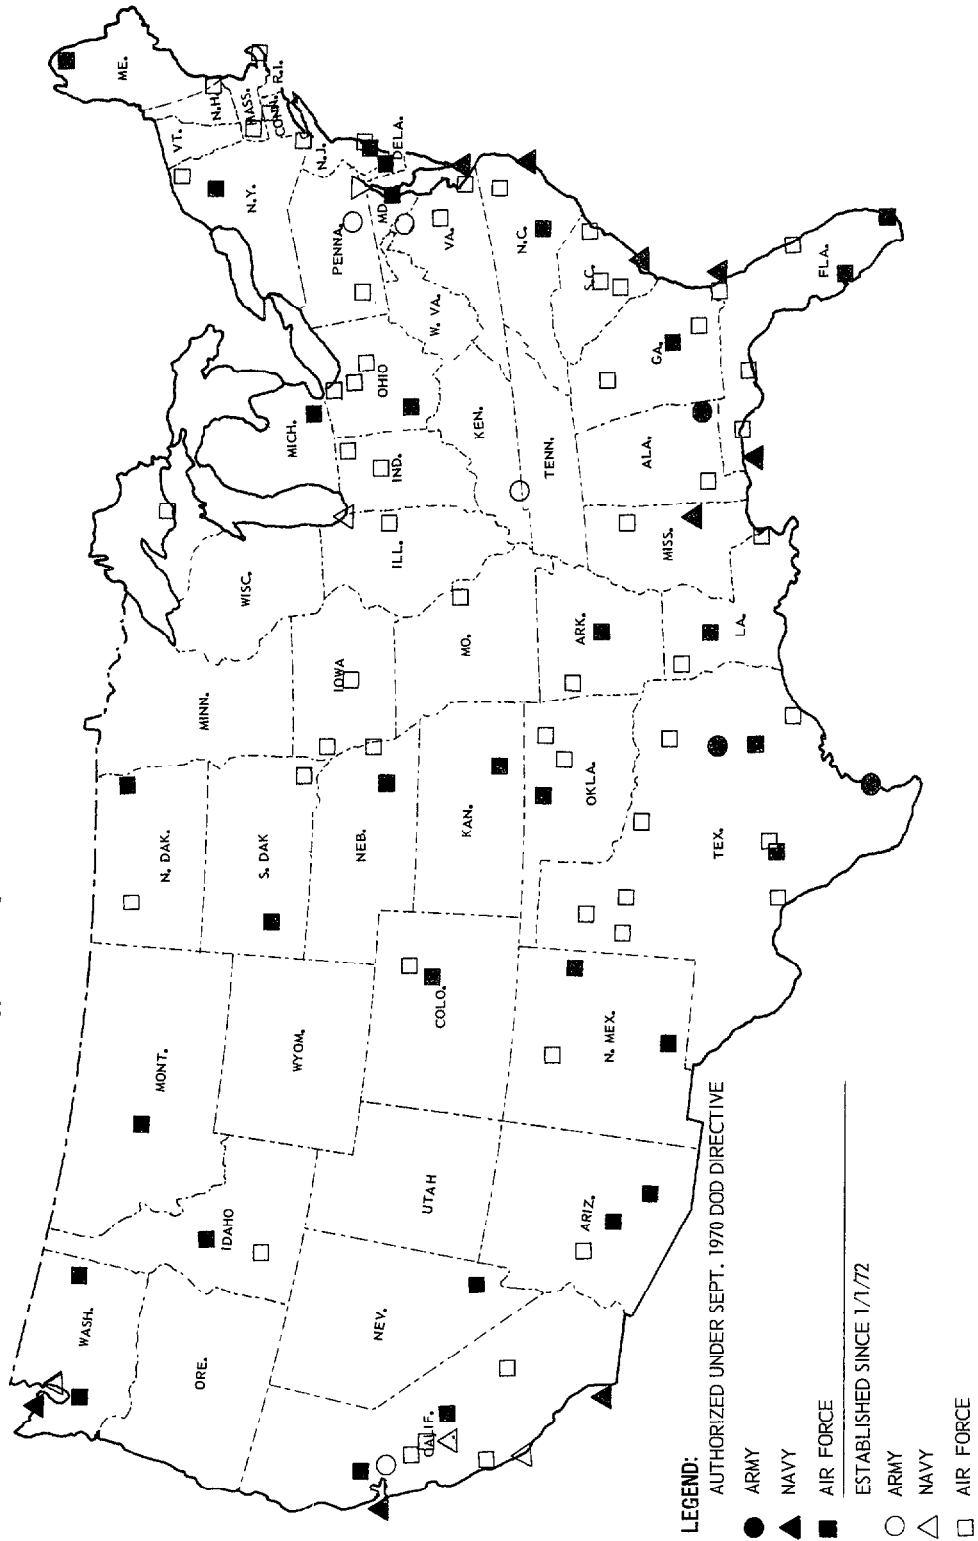 WASH.
ORE.
CALIF.
NEV.
IDAHO
MONT.
WYOM.
UTAH
ARIZ.
COLO.
N. MEX.
N. DAK.
S. DAK
NEB.
KAN.
OKLA.
TEX.
MINN.
IOWA
MO.
ARK.
LA.
WISC.
ILL.
MICH.
IND.
OHIO
KEN.
TENN.
MISS.
ALA.
GA.
FLA.
S.C.
N.C.
VA.
W. VA.
MD.
DELA.
PENNA.
N.J.
N.Y.
CONN.
R.I.
MASS.
VT.
N.H.
ME.
LEGEND:
AUTHORIZED UNDER SEPT. 1970 DOD DIRECTIVE
ARMY
NAVY
AIR FORCE
ESTABLISHED SINCE 1/1/72
ARMY
NAVY
AIR FORCE